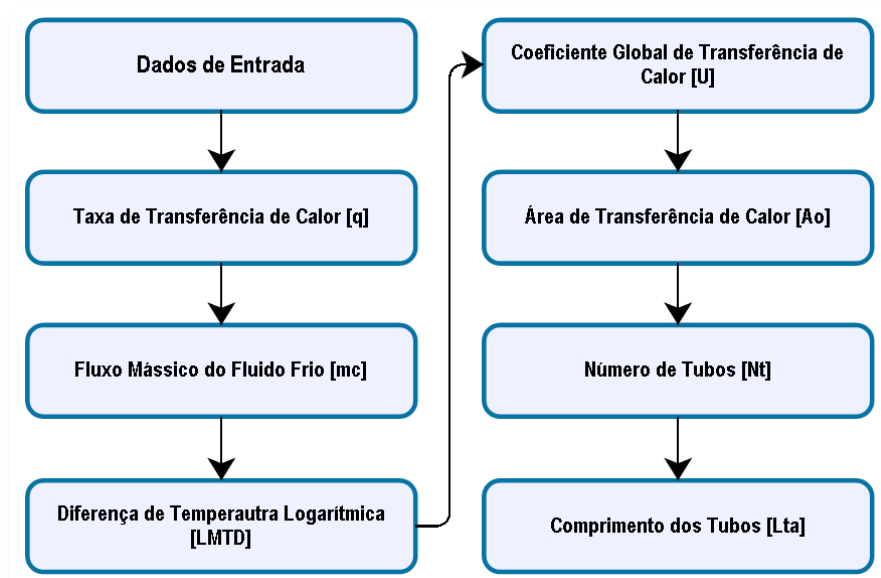 Dados de Entrada
Taxa de Transferência de Calor [q]
Fluxo Mássico do Fluido Frio [mc]
Diferença de Temperautra Logarítmica
[LMTD]
Coeficiente Global de Transferência de
Calor [U]
Área de Transferência de Calor [Ao]
Número de Tubos [Nt]
Comprimento dos Tubos [Lta]